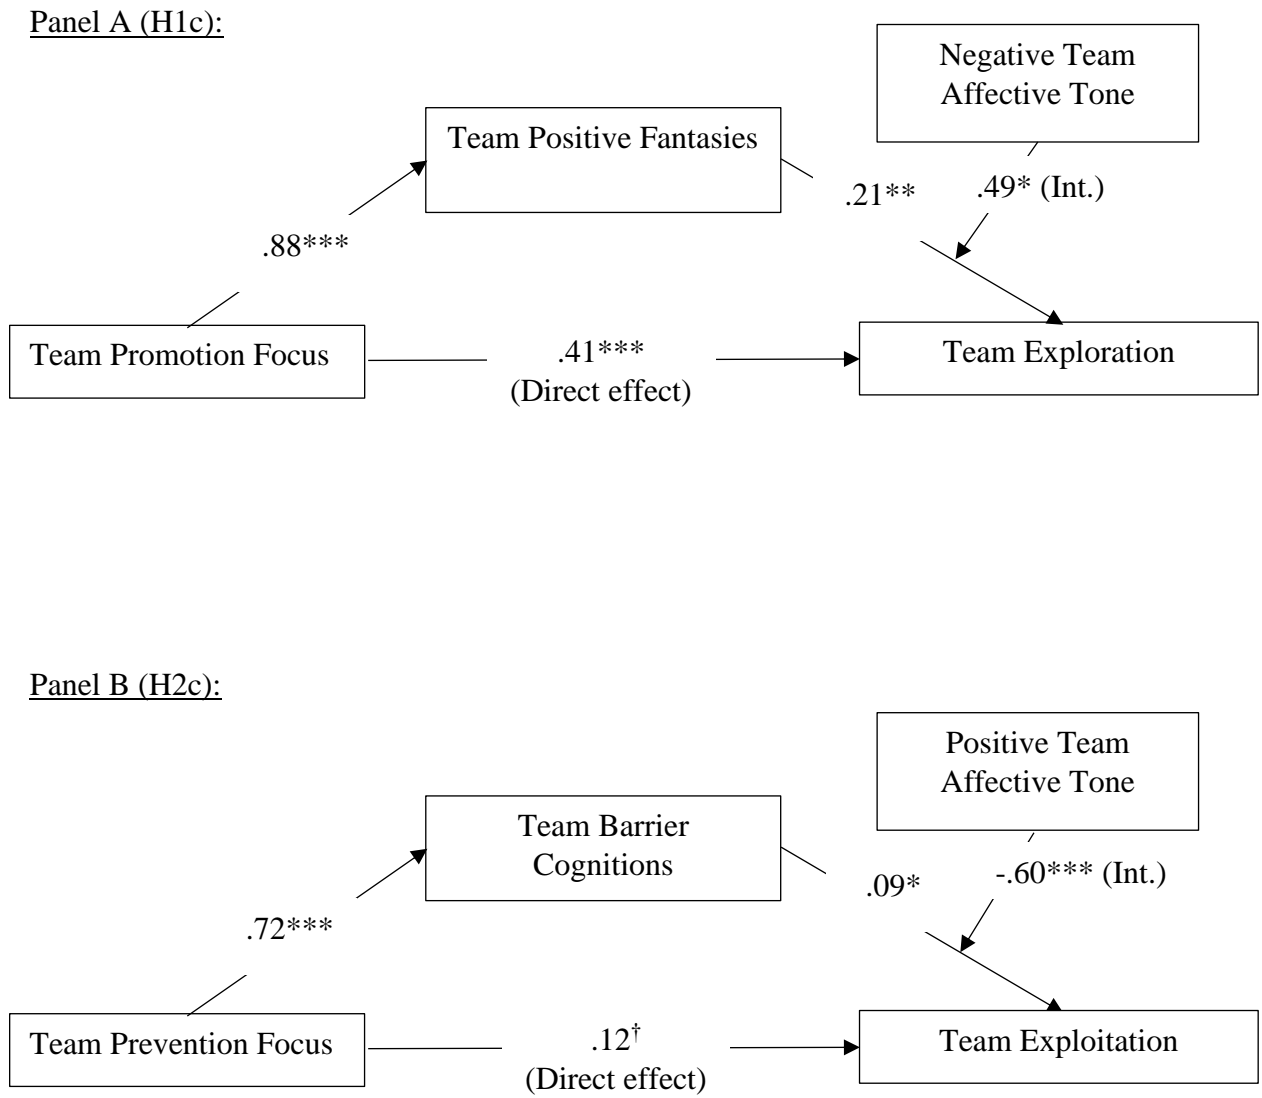 Panel A (H1c):
Negative Team
Affective Tone
Team Positive Fantasies
.21**
.49* (Int.)
.88***
Team Promotion Focus
.41***
(Direct effect)
Team Exploration
Panel B (H2c):
Positive Team
Affective Tone
Team Barrier
Cognitions
.09*
-.60*** (Int.)
.72***
Team Prevention Focus
.12†
(Direct effect)
Team Exploitation